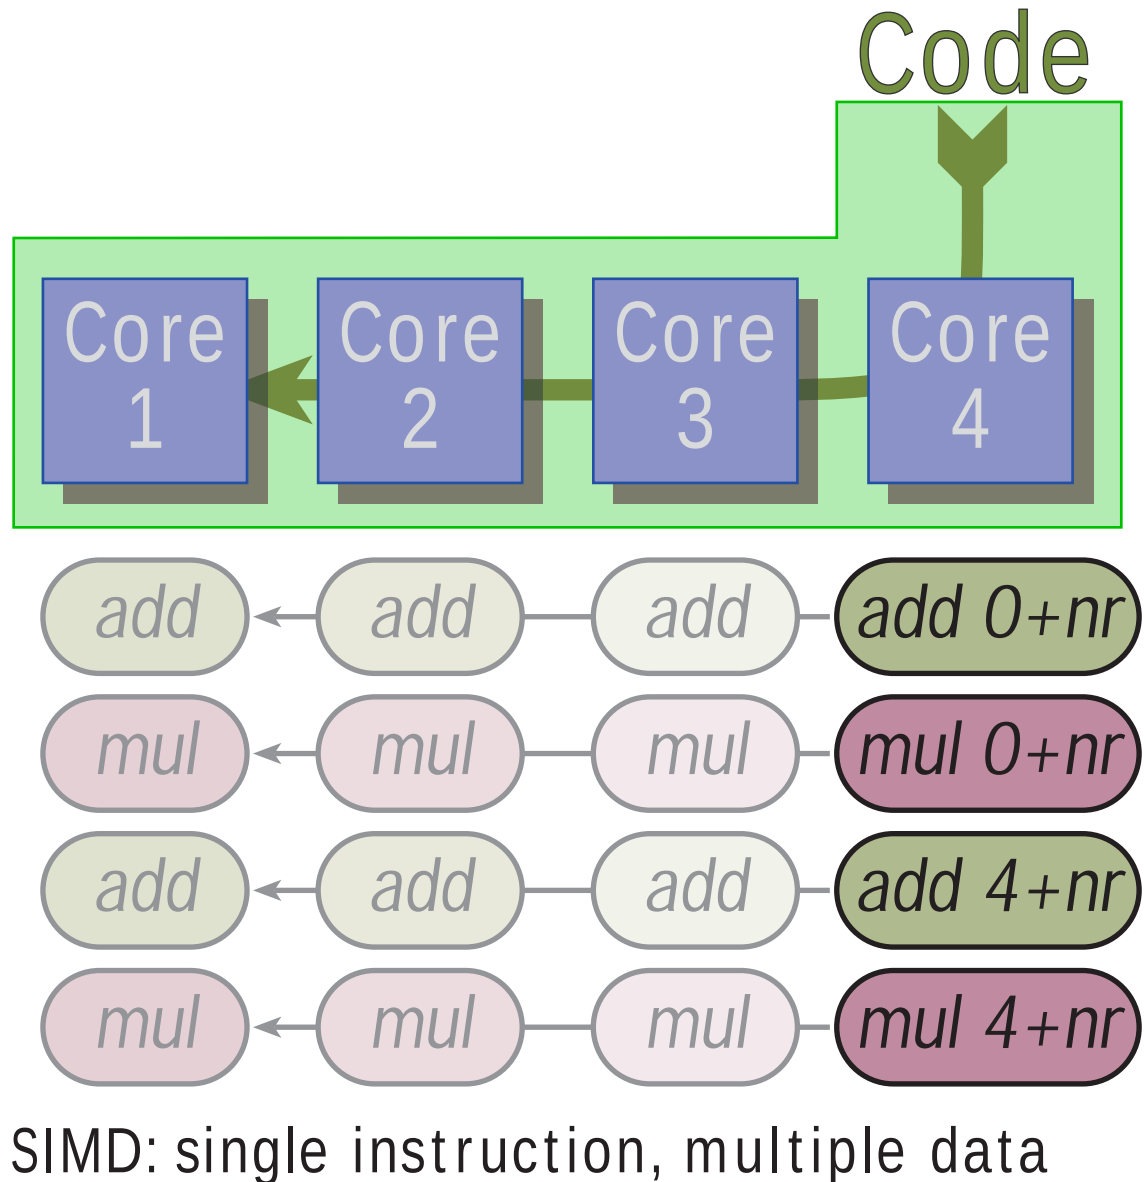 Code
Core Core Core Core
1 2 3 4
add add add add 0+nr
mul mul mul mul 0+nr
add add add add 4+nr
mul mul mul mul 4+nr
SIMD: single instruction, multiple data